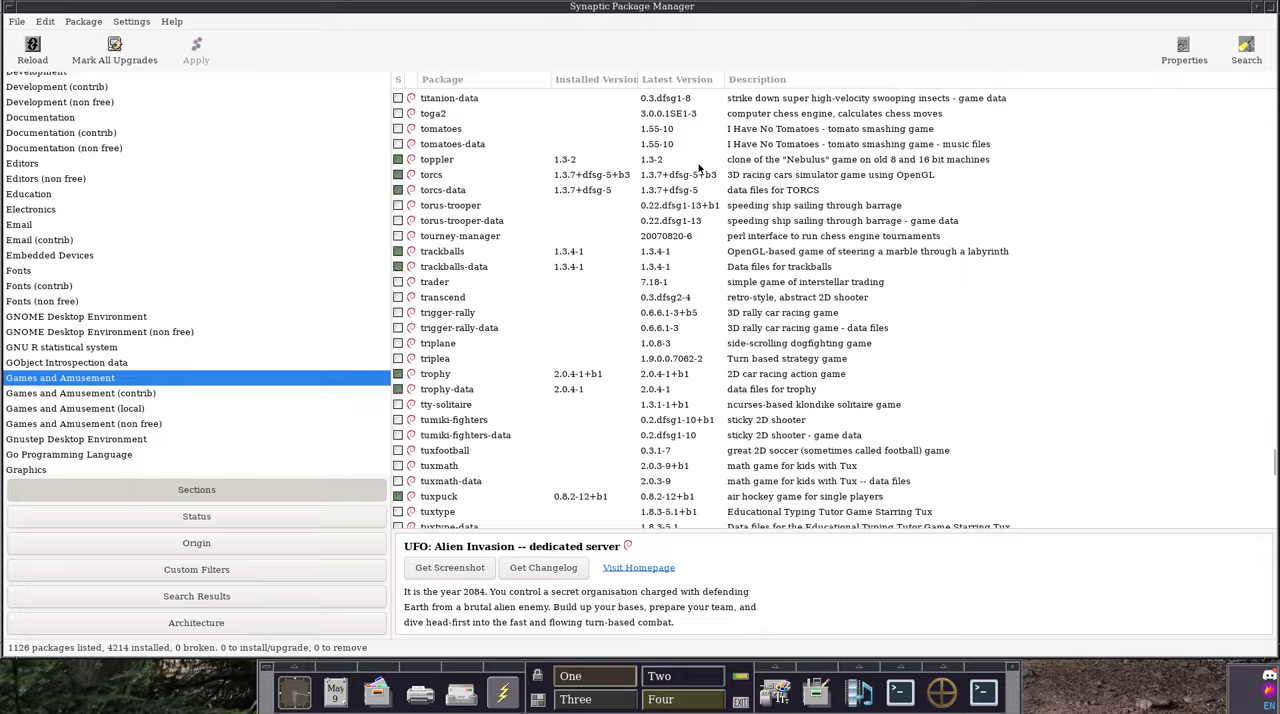 Synaptic Package Manager
File Edit Package Settings Help
Reload Mark All Upgrades Apply Properties Search
Development
Development (contrib)
Development (non free)
Documentation
Documentation (contrib)
Documentation (non free)
Editors
Editors (non free)
Education
Electronics
Email
Email (contrib)
Embedded Devices
Fonts
Fonts (contrib)
Fonts (non free)
GNOME Desktop Environment
GNOME Desktop Environment (non free)
GNU R statistical system
GObject Introspection data
Games and Amusement
Games and Amusement (contrib)
Games and Amusement (local)
Games and Amusement (non free)
Gnustep Desktop Environment
Go Programming Language
Graphics
Sections
Status
Origin
Custom Filters
Search Results
Architecture
S Package Installed Version Latest Version Description
titanion-data 0.3.dfsg1-8 strike down super high-velocity swooping insects - game data
toga2 3.0.0.1SE1-3 computer chess engine, calculates chess moves
tomatoes 1.55-10 I Have No Tomatoes - tomato smashing game
tomatoes-data 1.55-10 I Have No Tomatoes - tomato smashing game - music files
toppler 1.3-2 1.3-2 clone of the "Nebulus" game on old 8 and 16 bit machines
torcs 1.3.7+dfsg-5+b3 1.3.7+dfsg-5+b3 3D racing cars simulator game using OpenGL
torcs-data 1.3.7+dfsg-5 1.3.7+dfsg-5 data files for TORCS
torus-trooper 0.22.dfsg1-13+b1 speeding ship sailing through barrage
torus-trooper-data 0.22.dfsg1-13 speeding ship sailing through barrage - game data
tourney-manager 20070820-6 perl interface to run chess engine tournaments
trackballs 1.3.4-1 1.3.4-1 OpenGL-based game of steering a marble through a labyrinth
trackballs-data 1.3.4-1 1.3.4-1 Data files for trackballs
trader 7.18-1 simple game of interstellar trading
transcend 0.3.dfsg2-4 retro-style, abstract 2D shooter
trigger-rally 0.6.6.1-3+b5 3D rally car racing game
trigger-rally-data 0.6.6.1-3 3D rally car racing game - data files
triplane 1.0.8-3 side-scrolling dogfighting game
triplea 1.9.0.0.7062-2 Turn based strategy game
trophy 2.0.4-1+b1 2.0.4-1+b1 2D car racing action game
trophy-data 2.0.4-1 2.0.4-1 data files for trophy
tty-solitaire 1.3.1-1+b1 ncurses-based klondike solitaire game
tumiki-fighters 0.2.dfsg1-10+b1 sticky 2D shooter
tumiki-fighters-data 0.2.dfsg1-10 sticky 2D shooter - game data
tuxfootball 0.3.1-7 great 2D soccer (sometimes called football) game
tuxmath 2.0.3-9+b1 math game for kids with Tux
tuxmath-data 2.0.3-9 math game for kids with Tux -- data files
tuxpuck 0.8.2-12+b1 0.8.2-12+b1 air hockey game for single players
tuxtype 1.8.3-5.1+b1 Educational Typing Tutor Game Starring Tux
tuxtype-data 1.8.3-5.1 Data files for the Educational Typing Tutor Game Starring Tux
UFO: Alien Invasion -- dedicated server
Get Screenshot Get Changelog Visit Homepage
It is the year 2084. You control a secret organisation charged with defending
Earth from a brutal alien enemy. Build up your bases, prepare your team, and
dive head-first into the fast and flowing turn-based combat.
1126 packages listed, 4214 installed, 0 broken. 0 to install/upgrade, 0 to remove
May
9
One Two
Three Four
EXIT
EN